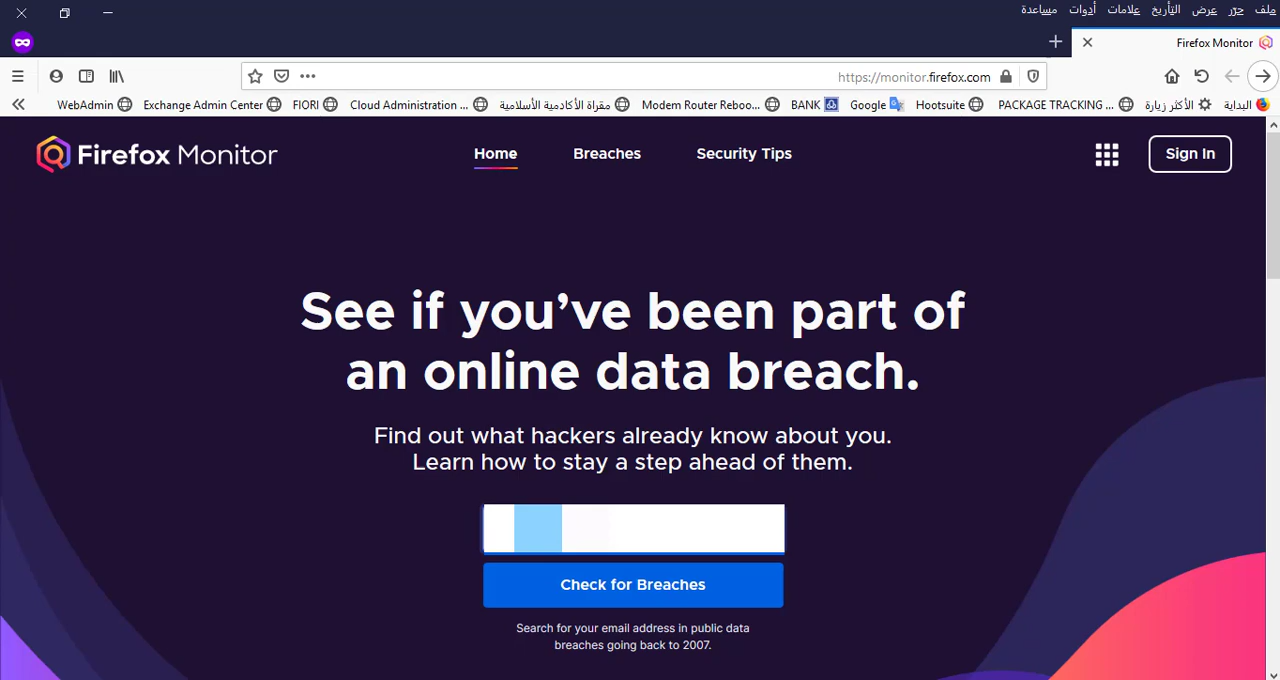 ملف حرّر عرض التأريخ علامات أدوات مساعدة
Firefox Monitor
https://monitor.firefox.com
البداية
الأكثر زيارة
PACKAGE TRACKING ...
Hootsuite
Google
BANK
Modem Router Reboo...
مقراة الأكادمية الأسلامية
Cloud Administration ...
FIORI
Exchange Admin Center
WebAdmin
Firefox Monitor
Home
Breaches
Security Tips
Sign In
See if you’ve been part of
an online data breach.
Find out what hackers already know about you.
Learn how to stay a step ahead of them.
Check for Breaches
Search for your email address in public data
breaches going back to 2007.